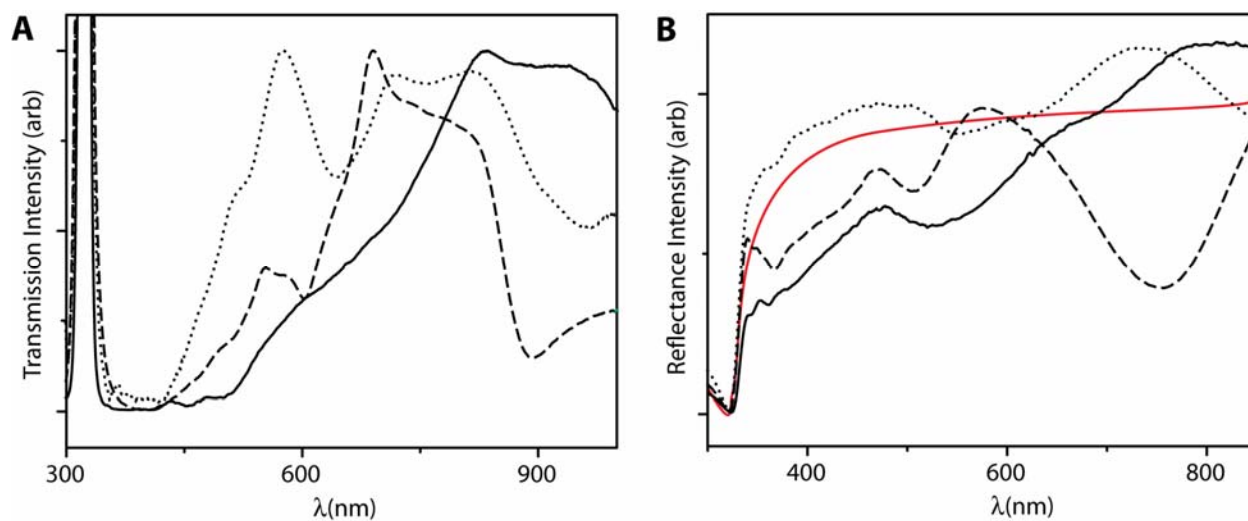 A
Transmission Intensity (arb)
300
600
900
λ(nm)
B
Reflectance Intensity (arb)
400
600
800
λ(nm)